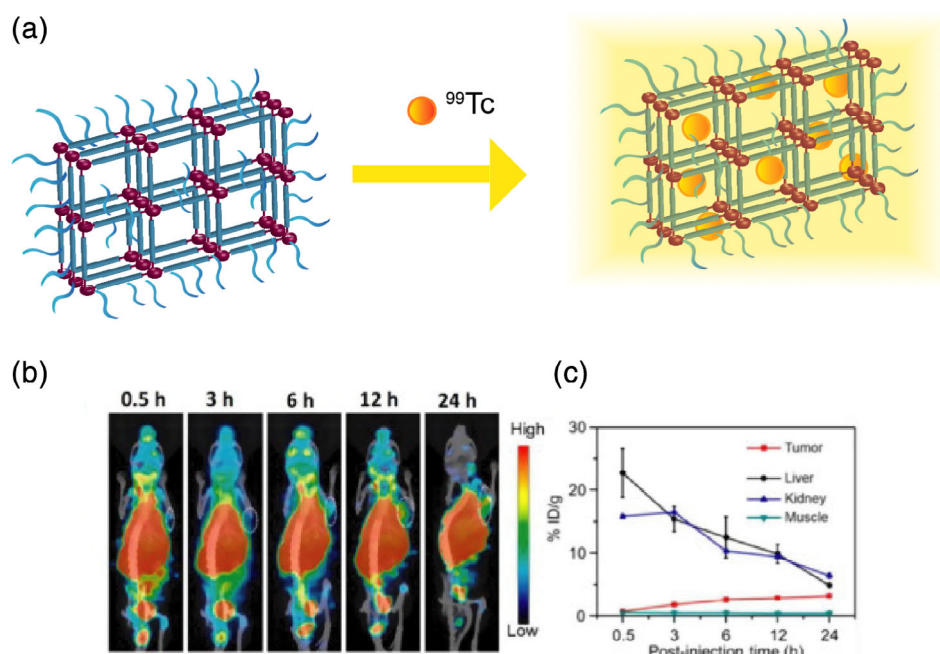 (a)
⁹⁹Tc
(b)
0.5 h 3 h 6 h 12 h 24 h
High
Low
(c)
% ID/g
30
20
10
0
Tumor
Liver
Kidney
Muscle
0.5 3 6 12 24
Post-injection time (h)